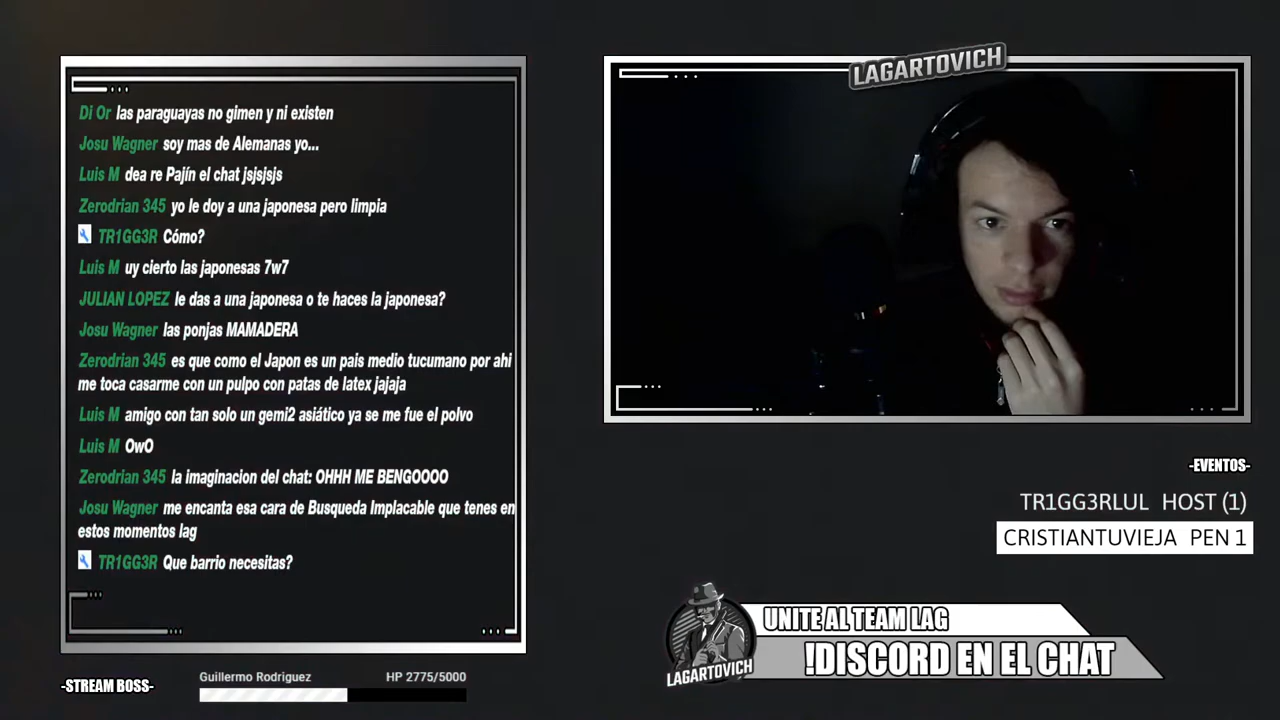 LAGARTOVICH
Di Or las paraguayas no gimen y ni existen
Josu Wagner soy mas de Alemanas yo...
Luis M dea re Pajín el chat jsjsjsjs
Zerodrian 345 yo le doy a una japonesa pero limpia
TR1GG3R Cómo?
Luis M uy cierto las japonesas 7w7
JULIAN LOPEZ le das a una japonesa o te haces la japonesa?
Josu Wagner las ponjas MAMADERA
Zerodrian 345 es que como el Japon es un pais medio tucumano por ahi
me toca casarme con un pulpo con patas de latex jajaja
Luis M amigo con tan solo un gemi2 asiático ya se me fue el polvo
Luis M OwO
Zerodrian 345 la imaginacion del chat: OHHH ME BENGOOOO
Josu Wagner me encanta esa cara de Busqueda Implacable que tenes en
estos momentos lag
TR1GG3R Que barrio necesitas?
-EVENTOS-
TR1GG3RLUL HOST (1)
CRISTIANTUVIEJA PEN 1
UNITE AL TEAM LAG
!DISCORD EN EL CHAT
LAGARTOVICH
-STREAM BOSS-
Guillermo Rodriguez HP 2775/5000